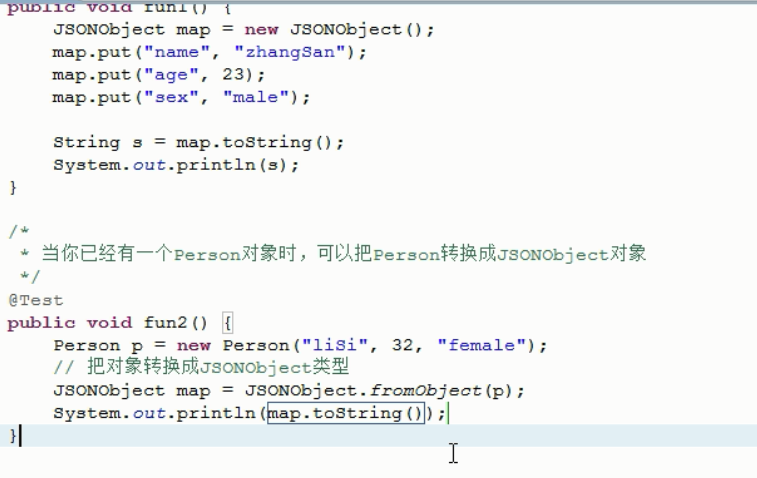 public void fun1() {
    JSONObject map = new JSONObject();
    map.put("name", "zhangSan");
    map.put("age", 23);
    map.put("sex", "male");
    String s = map.toString();
    System.out.println(s);
}
/*
 * 当你已经有一个Person对象时，可以把Person转换成JSONObject对象
 */
@Test
public void fun2() {
    Person p = new Person("liSi", 32, "female");
    // 把对象转换成JSONObject类型
    JSONObject map = JSONObject.fromObject(p);
    System.out.println(map.toString());
}